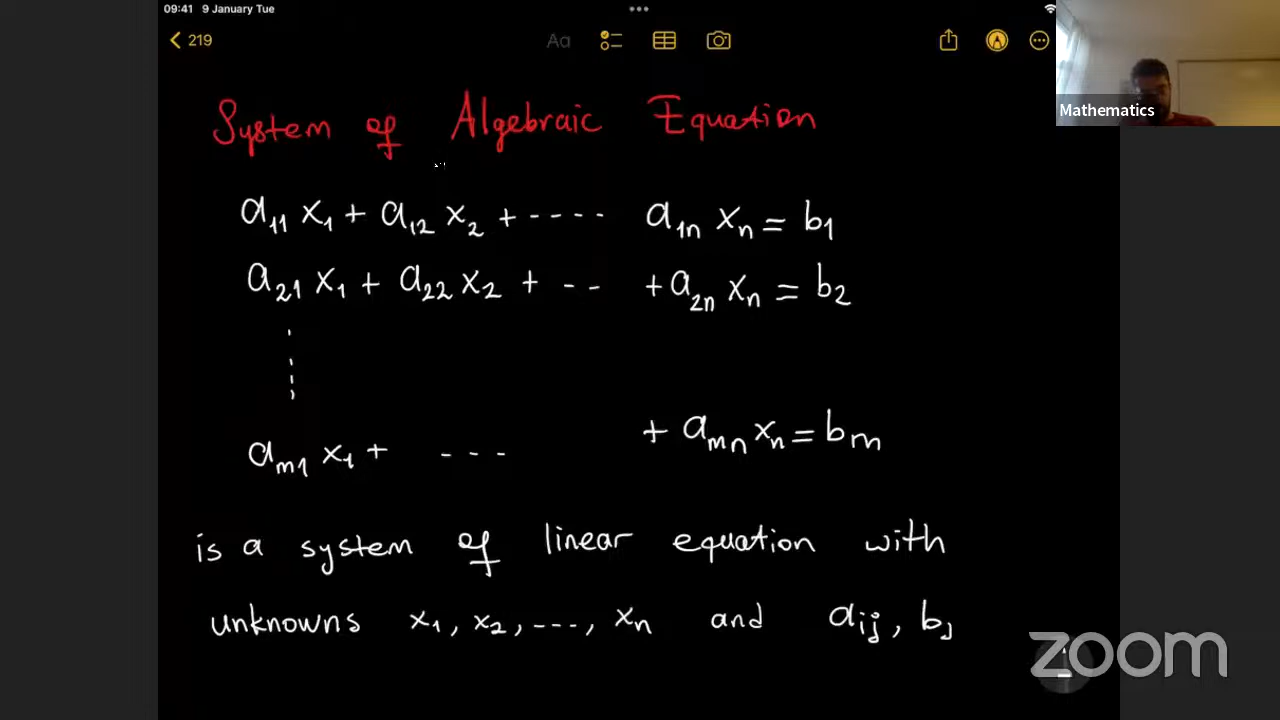 09:41 9 January Tue
219
Aa
Mathematics
System of Algebraic Equation
a₁₁ x₁ + a₁₂ x₂ + ---- a₁ₙ xₙ = b₁
a₂₁ x₁ + a₂₂ x₂ + -- + a₂ₙ xₙ = b₂
aₘ₁ x₁ + --- + aₘₙ xₙ = bₘ
is a system of linear equation with
unknowns x₁, x₂, ---, xₙ and aᵢⱼ, bⱼ
zoom